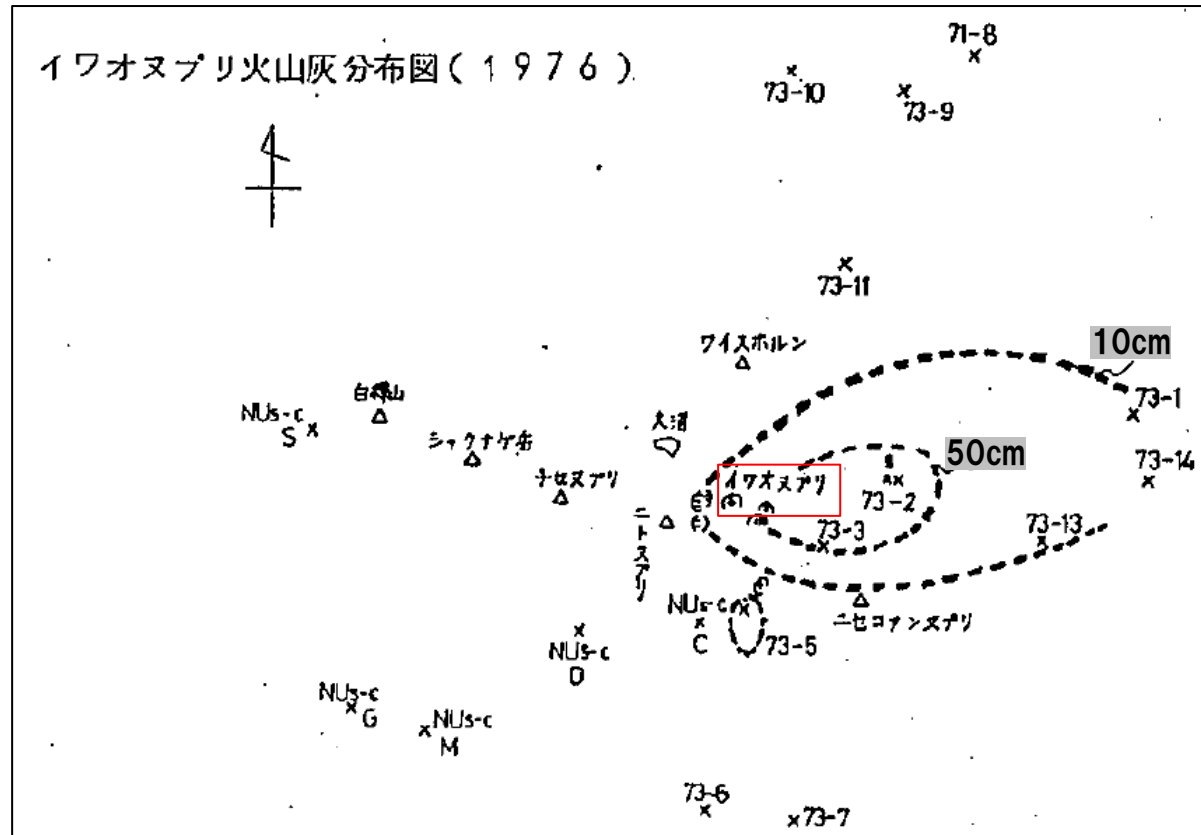 イワオヌプリ火山灰分布図(1976)
71-8
73-10
73-9
73-11
ワイスホルン
10cm
73-1
白樺山
NUs-c
S
大沼
シャクナゲ岳
50cm
73-14
イワオヌプリ
チセヌプリ
73-2
ニトヌプリ
73-3
73-13
NUs-c
C
ニセコアンヌプリ
73-5
NUs-c
D
NUs-c
G
NUs-c
M
73-6
73-7